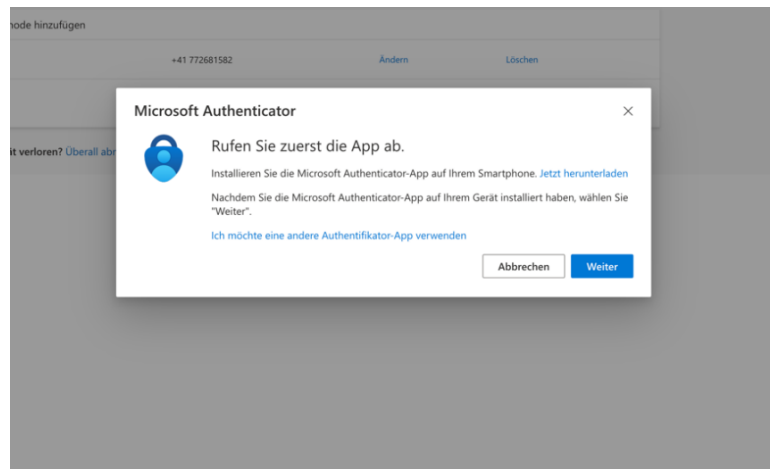 node hinzufügen
+41 772681582 Ändern Löschen
Microsoft Authenticator
Rufen Sie zuerst die App ab.
Installieren Sie die Microsoft Authenticator-App auf Ihrem Smartphone. Jetzt herunterladen
Nachdem Sie die Microsoft Authenticator-App auf Ihrem Gerät installiert haben, wählen Sie
"Weiter".
Ich möchte eine andere Authentifikator-App verwenden
Abbrechen Weiter
ät verloren? Überall abr